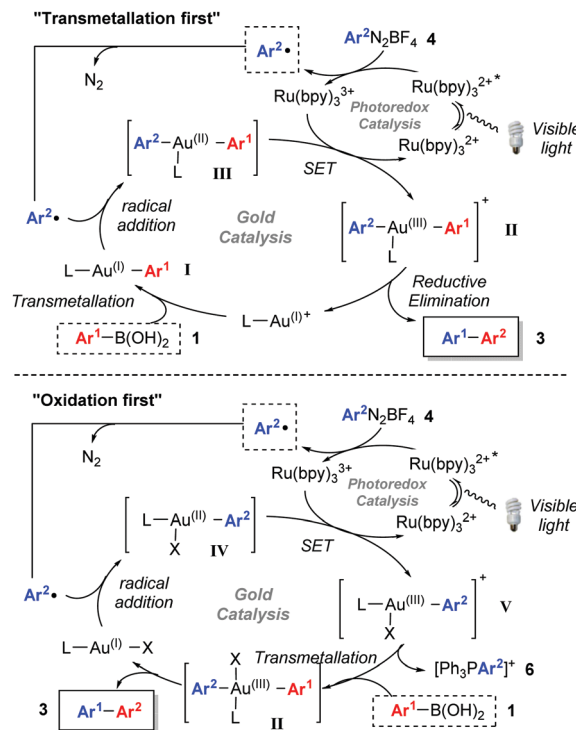 "Transmetallation first"
Ar²•
Ar²N₂BF₄ 4
N₂
Ru(bpy)₃³⁺
Ru(bpy)₃²⁺*
Photoredox
Catalysis
Ru(bpy)₃²⁺
Visible
light
[Ar²–Au(II)–Ar¹]
L
III
SET
Ar²•
radical
addition
Gold
Catalysis
[Ar²–Au(III)–Ar¹]⁺
L
II
L–Au(I)–Ar¹ I
Transmetallation
Reductive
Elimination
L–Au(I)⁺
Ar¹–B(OH)₂
1
Ar¹–Ar² 3
"Oxidation first"
Ar²•
Ar²N₂BF₄ 4
N₂
Ru(bpy)₃³⁺
Ru(bpy)₃²⁺*
Photoredox
Catalysis
Ru(bpy)₃²⁺
Visible
light
[L–Au(II)–Ar²]
X
IV
SET
Ar²•
radical
addition
Gold
Catalysis
[L–Au(III)–Ar²]⁺
X
V
L–Au(I)–X
Transmetallation
[Ph₃PAr²]⁺
6
X
[Ar²–Au(III)–Ar¹]
L
II
3 Ar¹–Ar²
Ar¹–B(OH)₂ 1